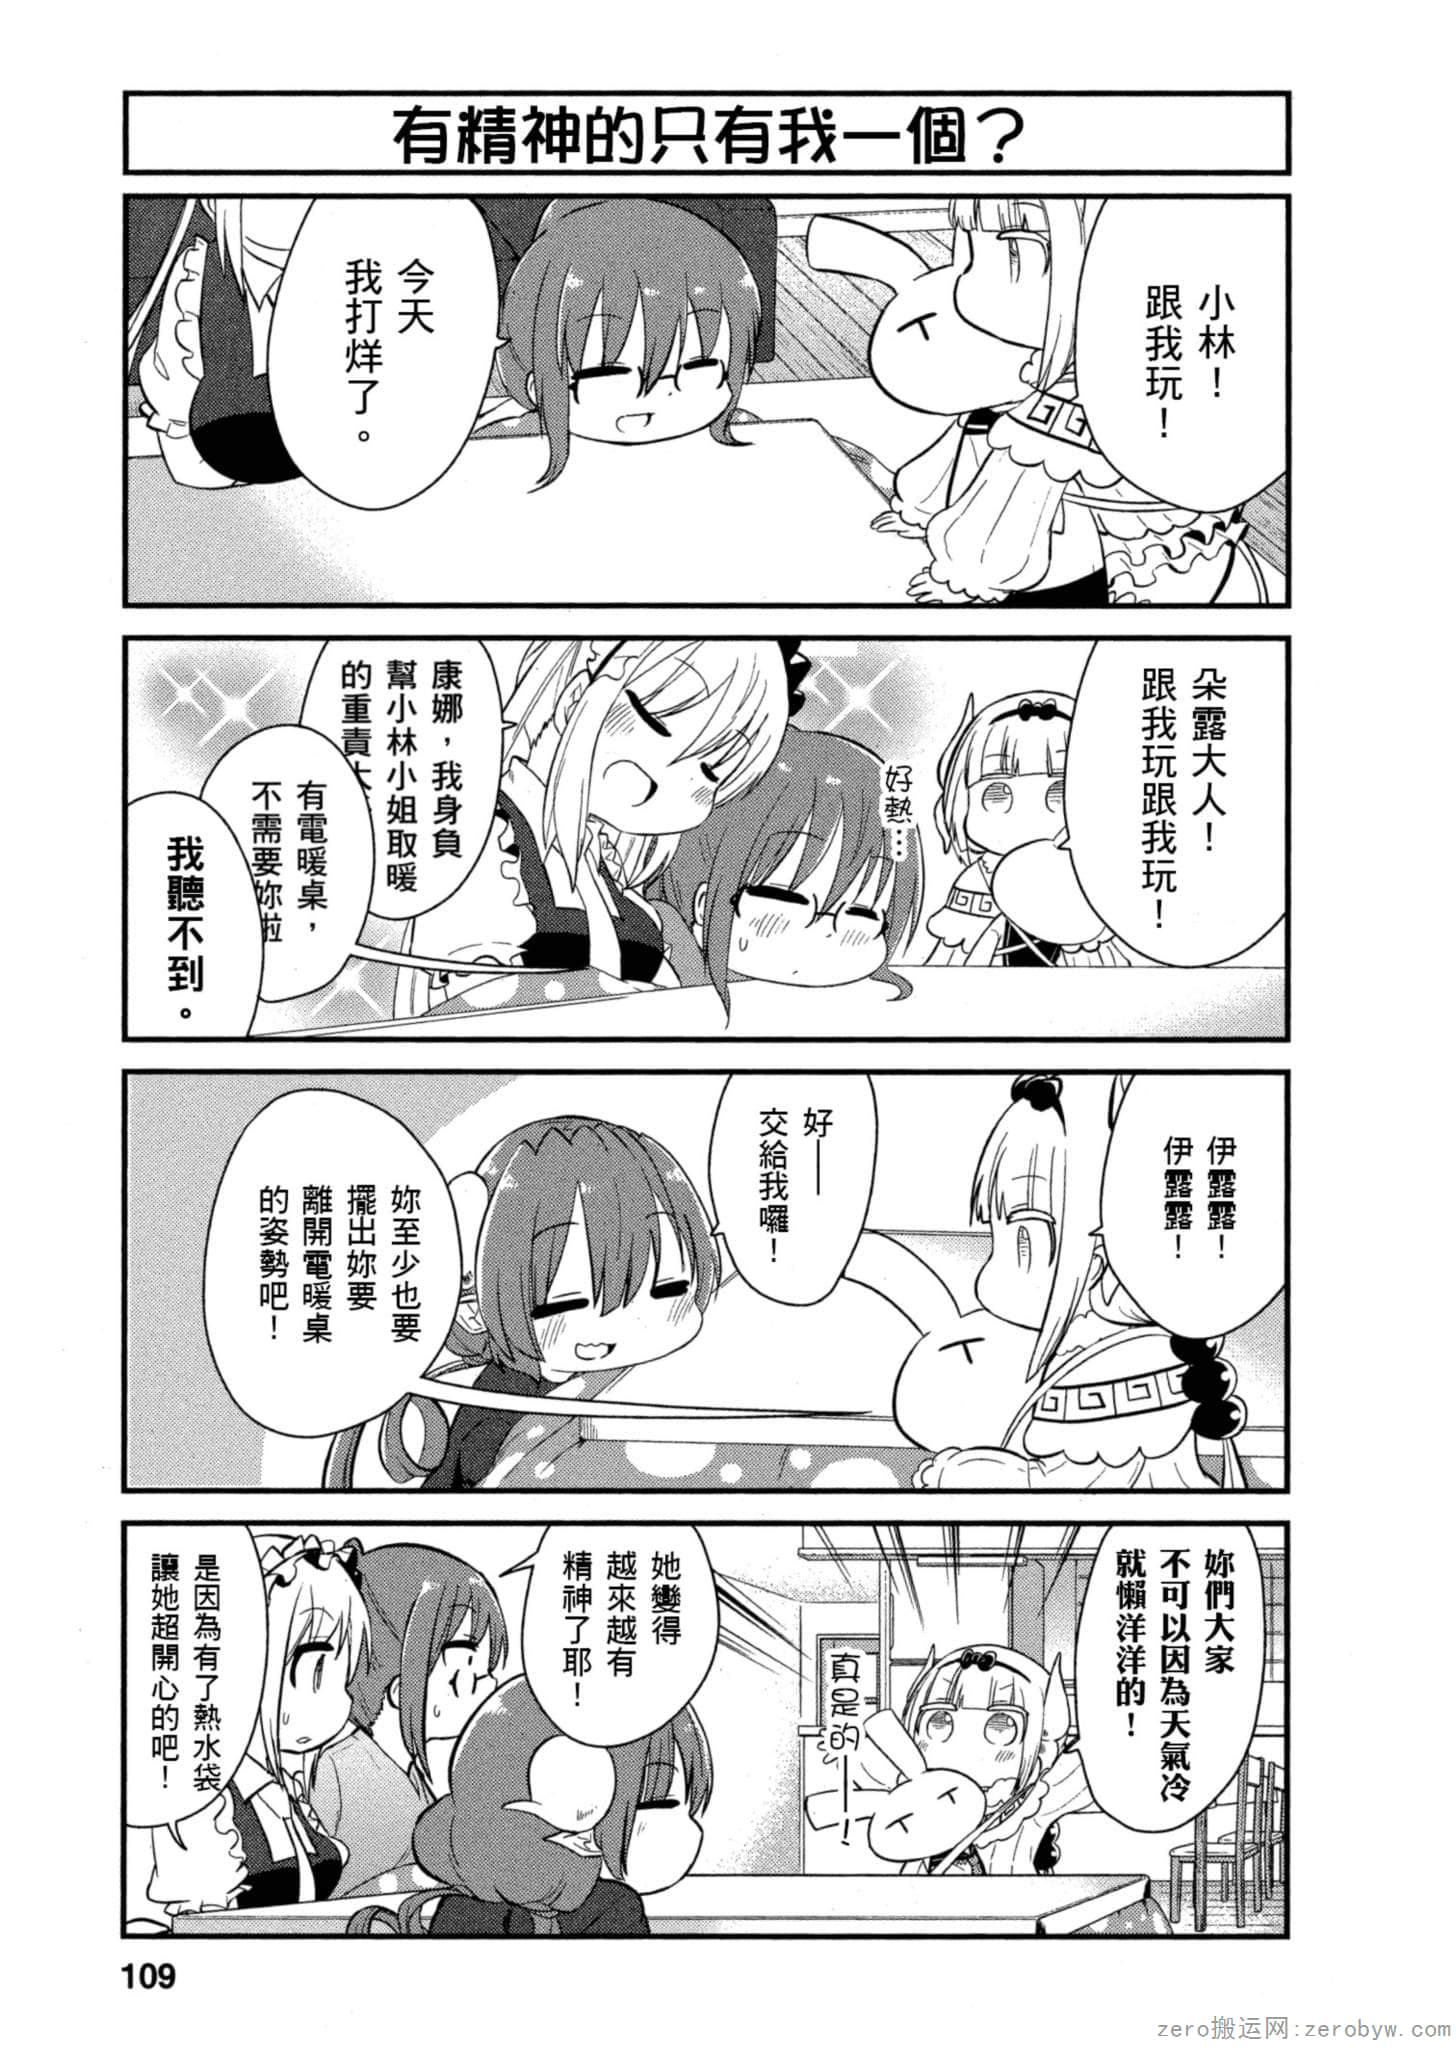 有精神的只有我一個？
小林！
跟我玩！
今天
我打烊了。
朵露大人！
跟我玩跟我玩！
好熱…
康娜，我身負
幫小林小姐取暖
的重責大
有電暖桌，
不需要妳啦
我聽不到。
伊露露！
伊露露！
好——
交給我囉！
妳至少也要
擺出妳要
離開電暖桌
的姿勢吧！
妳們大家
不可以因為天氣冷
就懶洋洋的！
真是的——！
她變得
越來越有
精神了耶！
是因為有了熱水袋
讓她超開心的吧！
109
zero搬运网:zerobyw.com